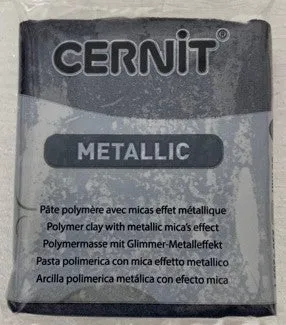 CERNiT®
METALLIC
Pâte polymère avec micas effet métallique
Polymer clay with metallic mica's effect
Polymermasse mit Glimmer-Metalleffekt
Pasta polimerica con mica effetto metallico
Arcilla polimerica metálica con efecto mica